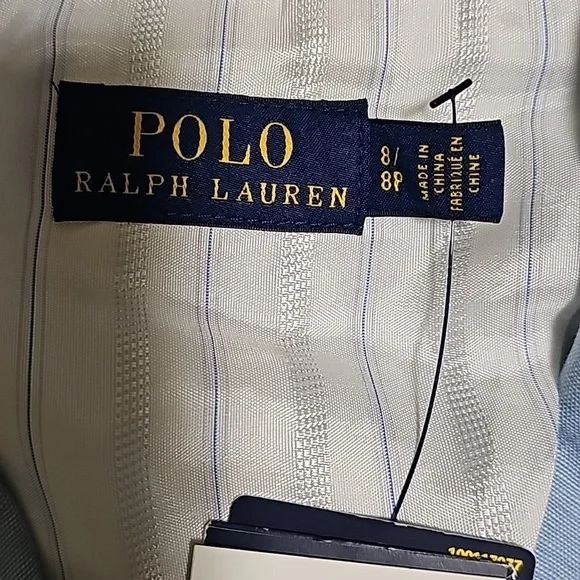 POLO
RALPH LAUREN
8/
8P
MADE IN
CHINA
FABRIQUÉ EN
CHINE